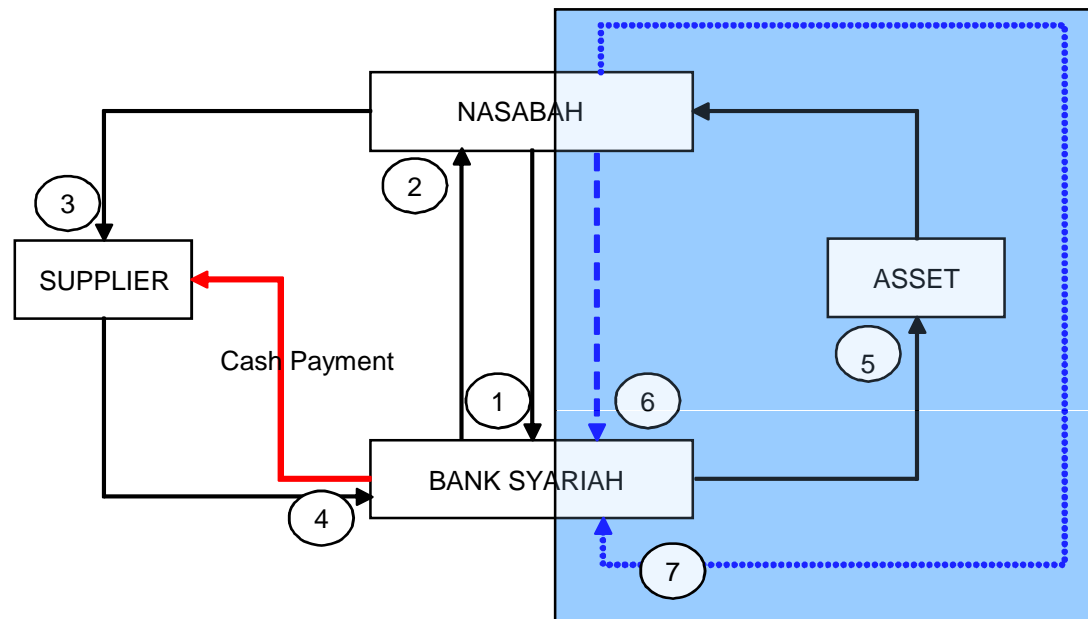 NASABAH
2
3
SUPPLIER
ASSET
Cash Payment
5
1
6
BANK SYARIAH
4
7